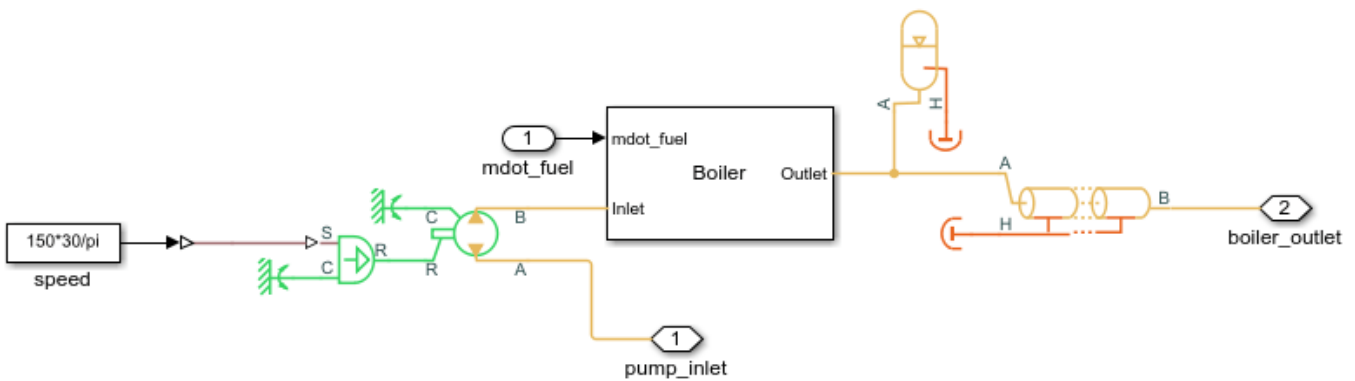 A
H
1
mdot_fuel
mdot_fuel
Boiler
Outlet
Inlet
A
B
H
2
boiler_outlet
150*30/pi
speed
S
C
R
C
R
B
A
1
pump_inlet